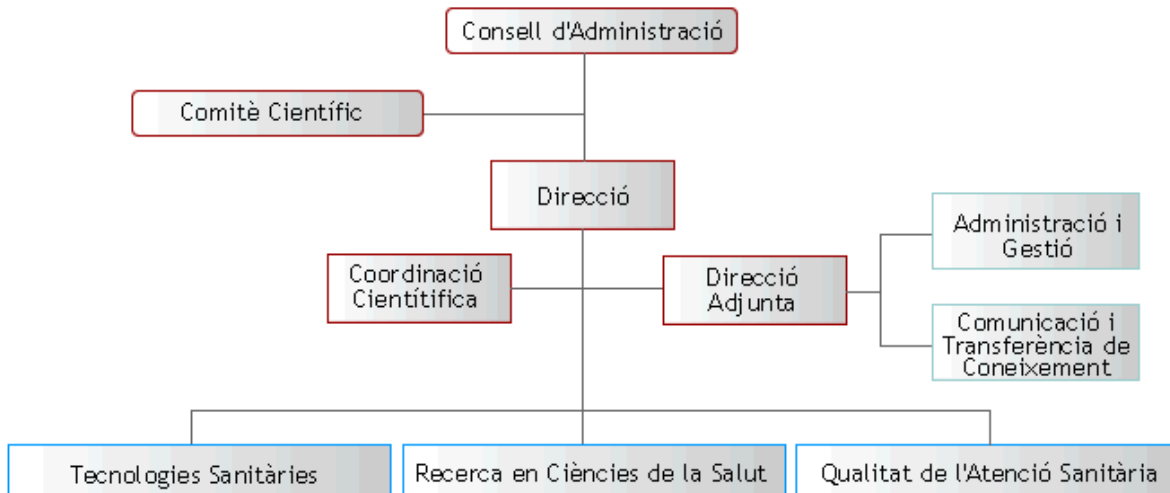 Consell d'Administració
Comitè Científic
Direcció
Administració i
Gestió
Coordinació
Cientítifica
Direcció
Adjunta
Comunicació i
Transferència de
Coneixement
Tecnologies Sanitàries
Recerca en Ciències de la Salut
Qualitat de l'Atenció Sanitària